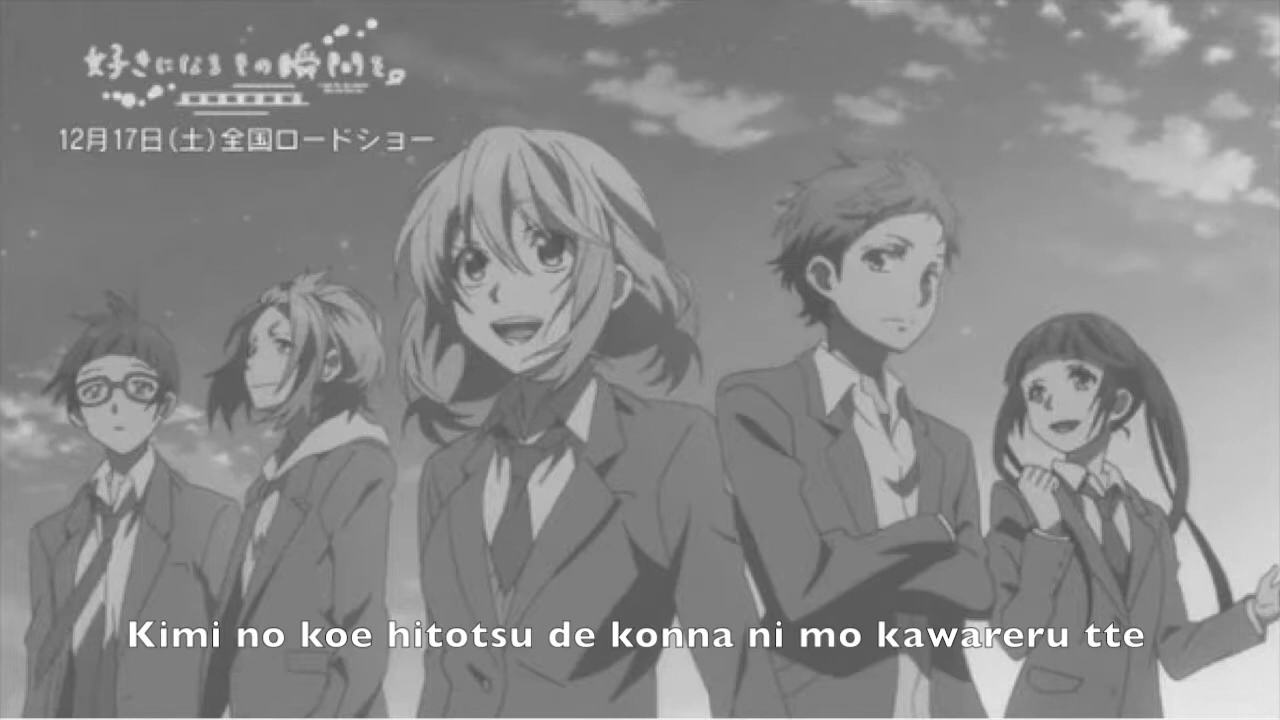 好きになるその瞬間を。
12月17日(土)全国ロードショー
Kimi no koe hitotsu de konna ni mo kawareru tte